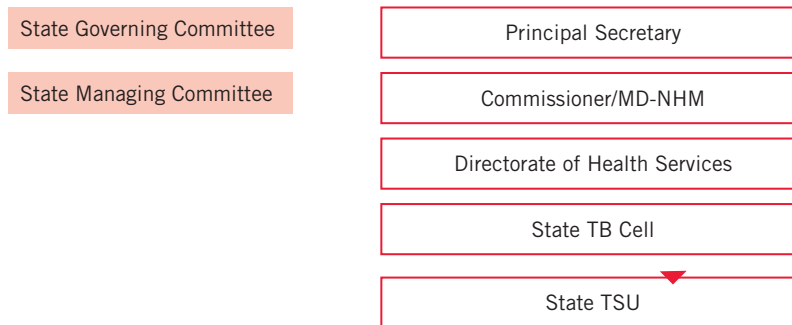 State Governing Committee
Principal Secretary
State Managing Committee
Commissioner/MD-NHM
Directorate of Health Services
State TB Cell
State TSU